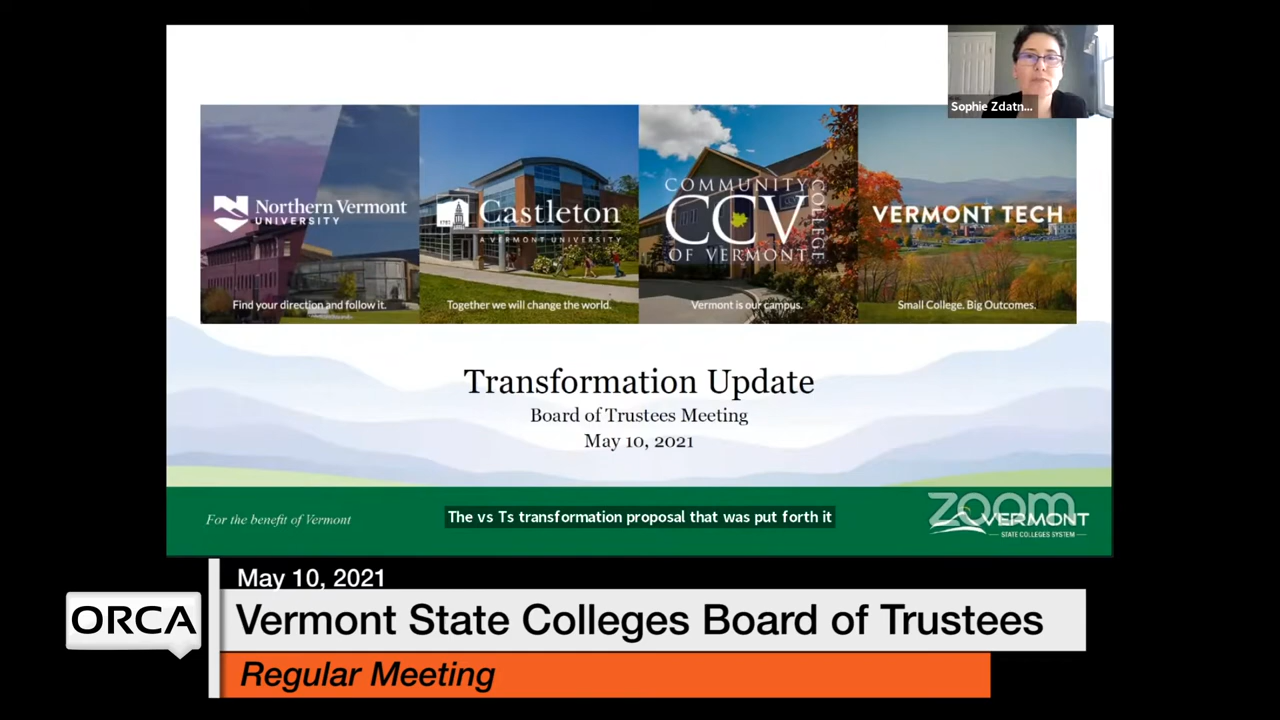 Sophie Zdatn...
Northern Vermont
UNIVERSITY
Find your direction and follow it.
1787
Castleton
A VERMONT UNIVERSITY
Together we will change the world.
COMMUNITY
COLLEGE
CCV
OF VERMONT
Vermont is our campus.
VERMONT TECH
Small College. Big Outcomes.
Transformation Update
Board of Trustees Meeting
May 10, 2021
For the benefit of Vermont
The vs Ts transformation proposal that was put forth it
zoom
VERMONT
STATE COLLEGES SYSTEM
May 10, 2021
ORCA
Vermont State Colleges Board of Trustees
Regular Meeting